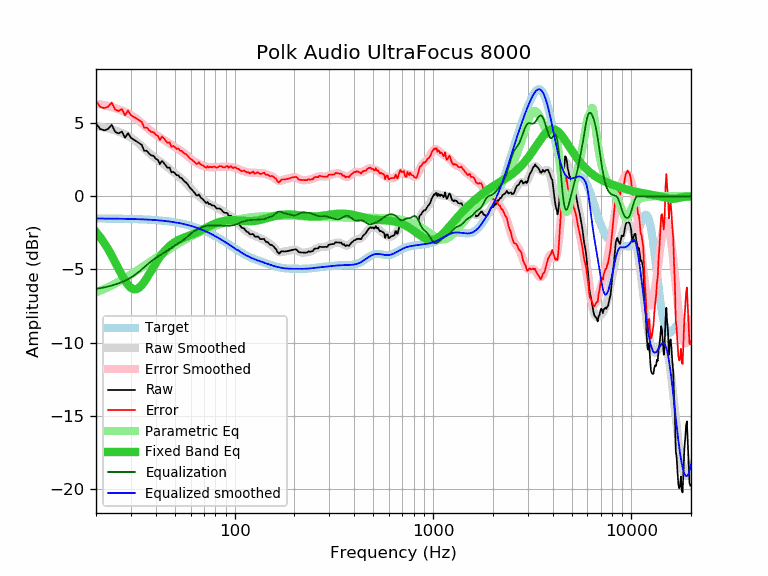 Polk Audio UltraFocus 8000
Amplitude (dBr)
5
0
−5
−10
−15
−20
Target
Raw Smoothed
Error Smoothed
Raw
Error
Parametric Eq
Fixed Band Eq
Equalization
Equalized smoothed
100 1000 10000
Frequency (Hz)